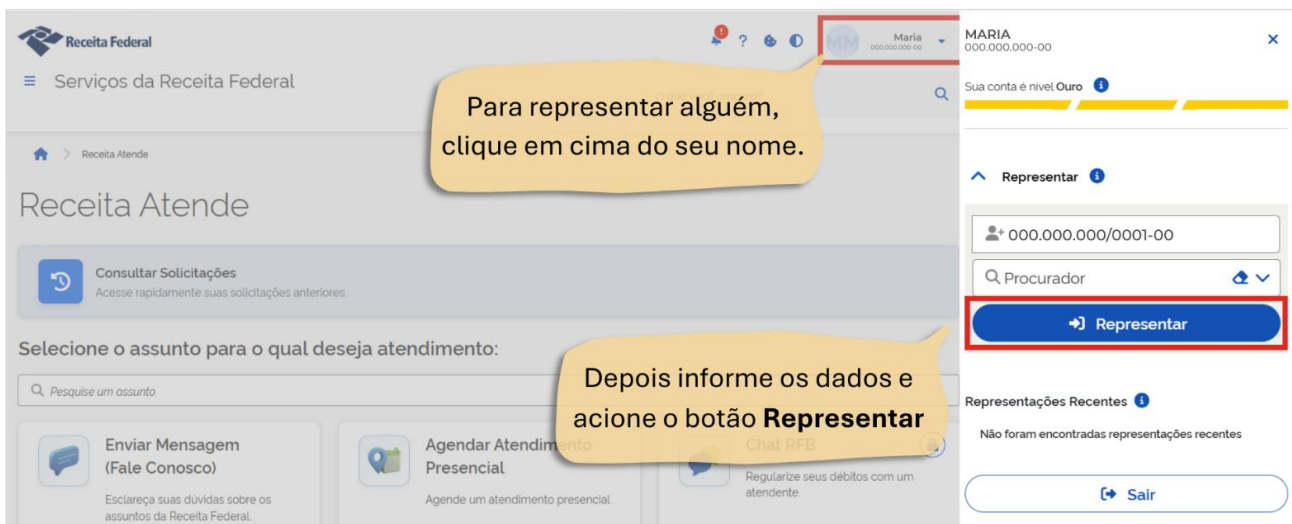 Receita Federal
?
MM
Maria
000.000.000-00
Serviços da Receita Federal
Para representar alguém,
clique em cima do seu nome.
Receita Atende
Receita Atende
Consultar Solicitações
Acesse rapidamente suas solicitações anteriores.
Selecione o assunto para o qual deseja atendimento:
Pesquise um assunto
Depois informe os dados e
acione o botão Representar
Enviar Mensagem
(Fale Conosco)
Esclareça suas dúvidas sobre os
assuntos da Receita Federal.
Agendar Atendimento
Presencial
Agende um atendimento presencial
Chat RFB
Regularize seus débitos com um
atendente
MARIA
000.000.000-00
Sua conta é nível Ouro
Representar
000.000.000/0001-00
Procurador
Representar
Representações Recentes
Não foram encontradas representações recentes
Sair